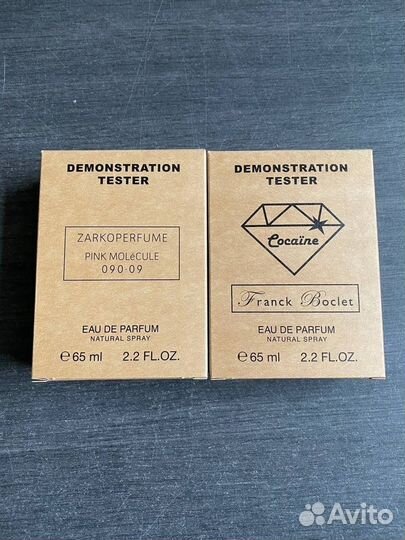 DEMONSTRATION
TESTER
ZARKOPERFUME
PINK MOLéCULE
090·09
EAU DE PARFUM
NATURAL SPRAY
℮ 65 ml 2.2 FL.OZ.
DEMONSTRATION
TESTER
Cocaïne
Franck Boclet
EAU DE PARFUM
NATURAL SPRAY
℮ 65 ml 2.2 FL.OZ.
Avito